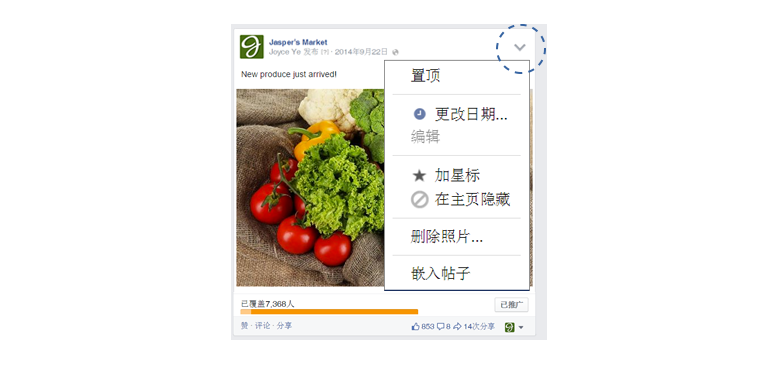 Jasper's Market
Joyce Ye 发布 [?] · 2014年9月22日
New produce just arrived!
置顶
更改日期...
编辑
加星标
在主页隐藏
删除照片...
嵌入帖子
已覆盖7,368人
已推广
赞 · 评论 · 分享
853 8 14次分享